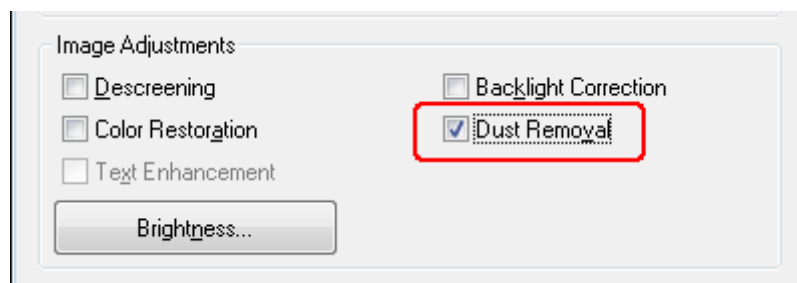 Image Adjustments
Descreening
Backlight Correction
Color Restoration
Dust Removal
Text Enhancement
Brightness...